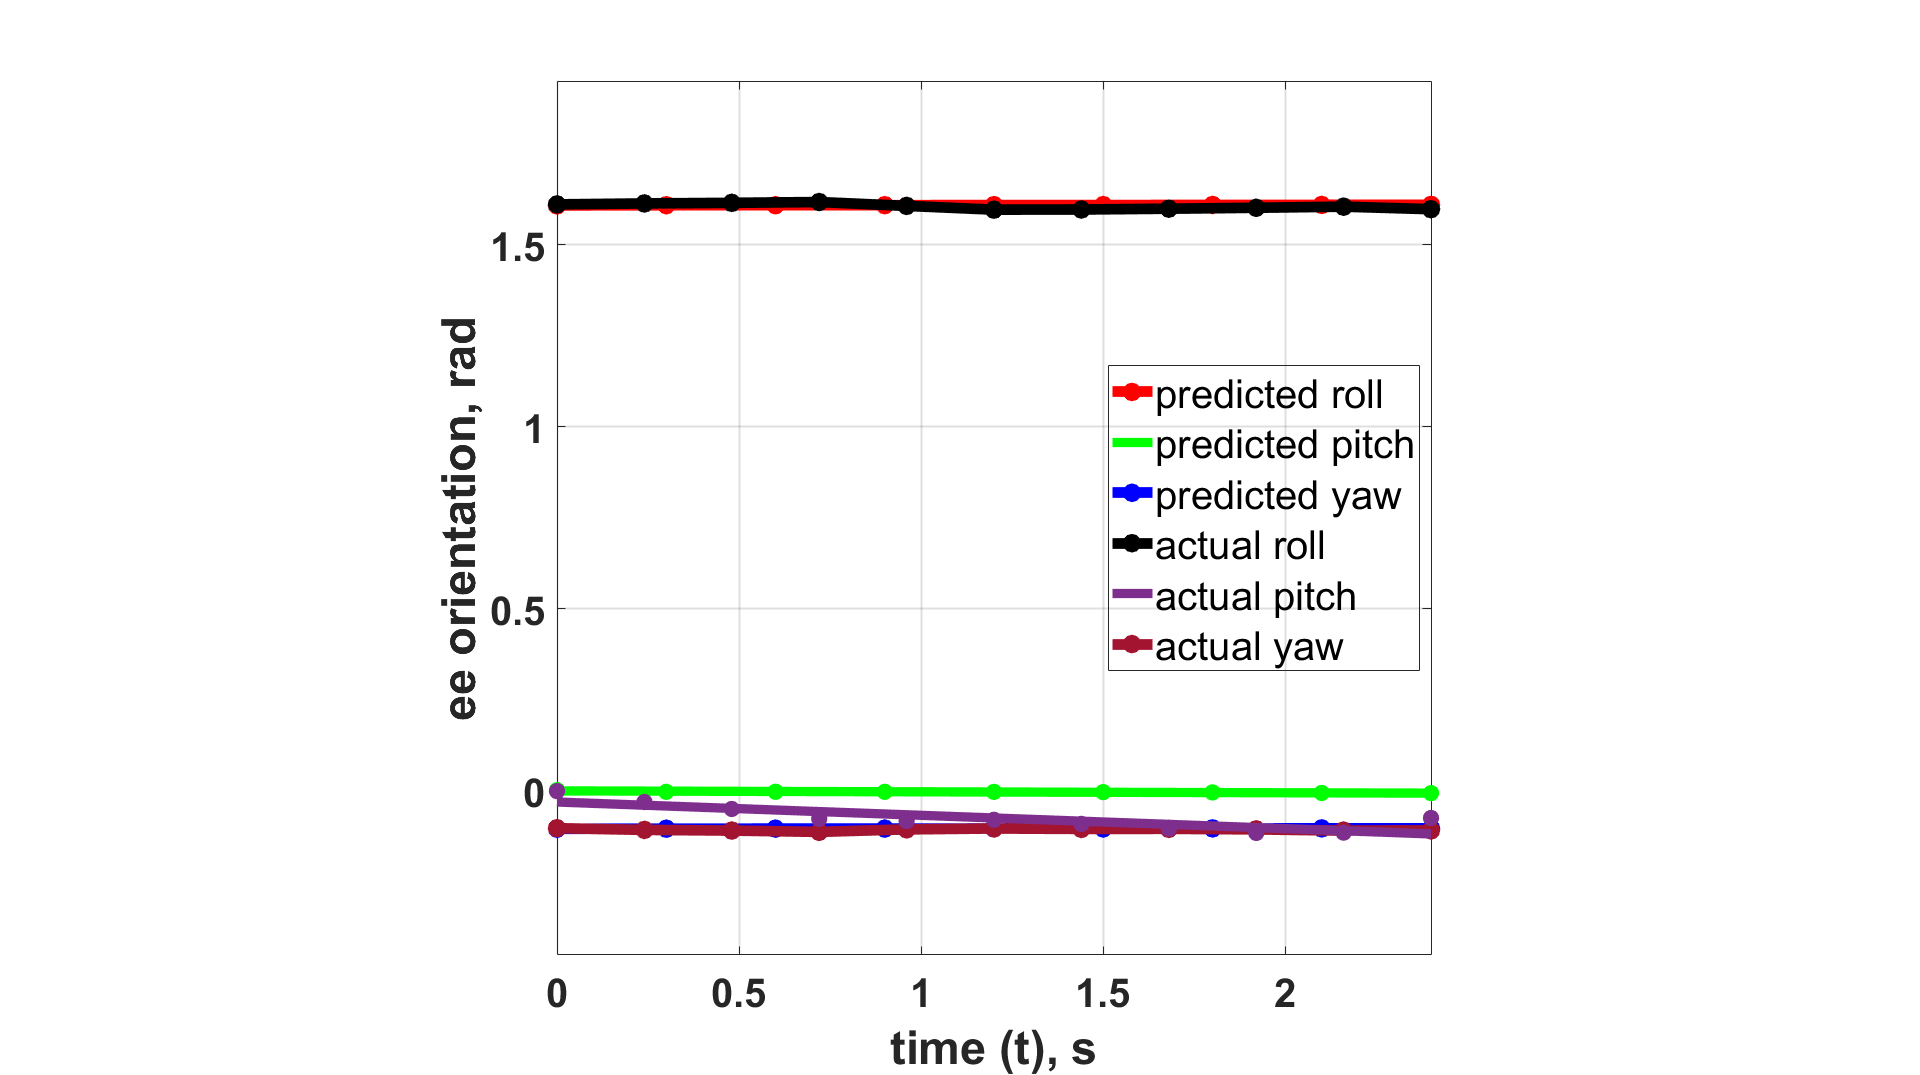 ee orientation, rad
1.5
1
0.5
0
predicted roll
predicted pitch
predicted yaw
actual roll
actual pitch
actual yaw
0 0.5 1 1.5 2
time (t), s